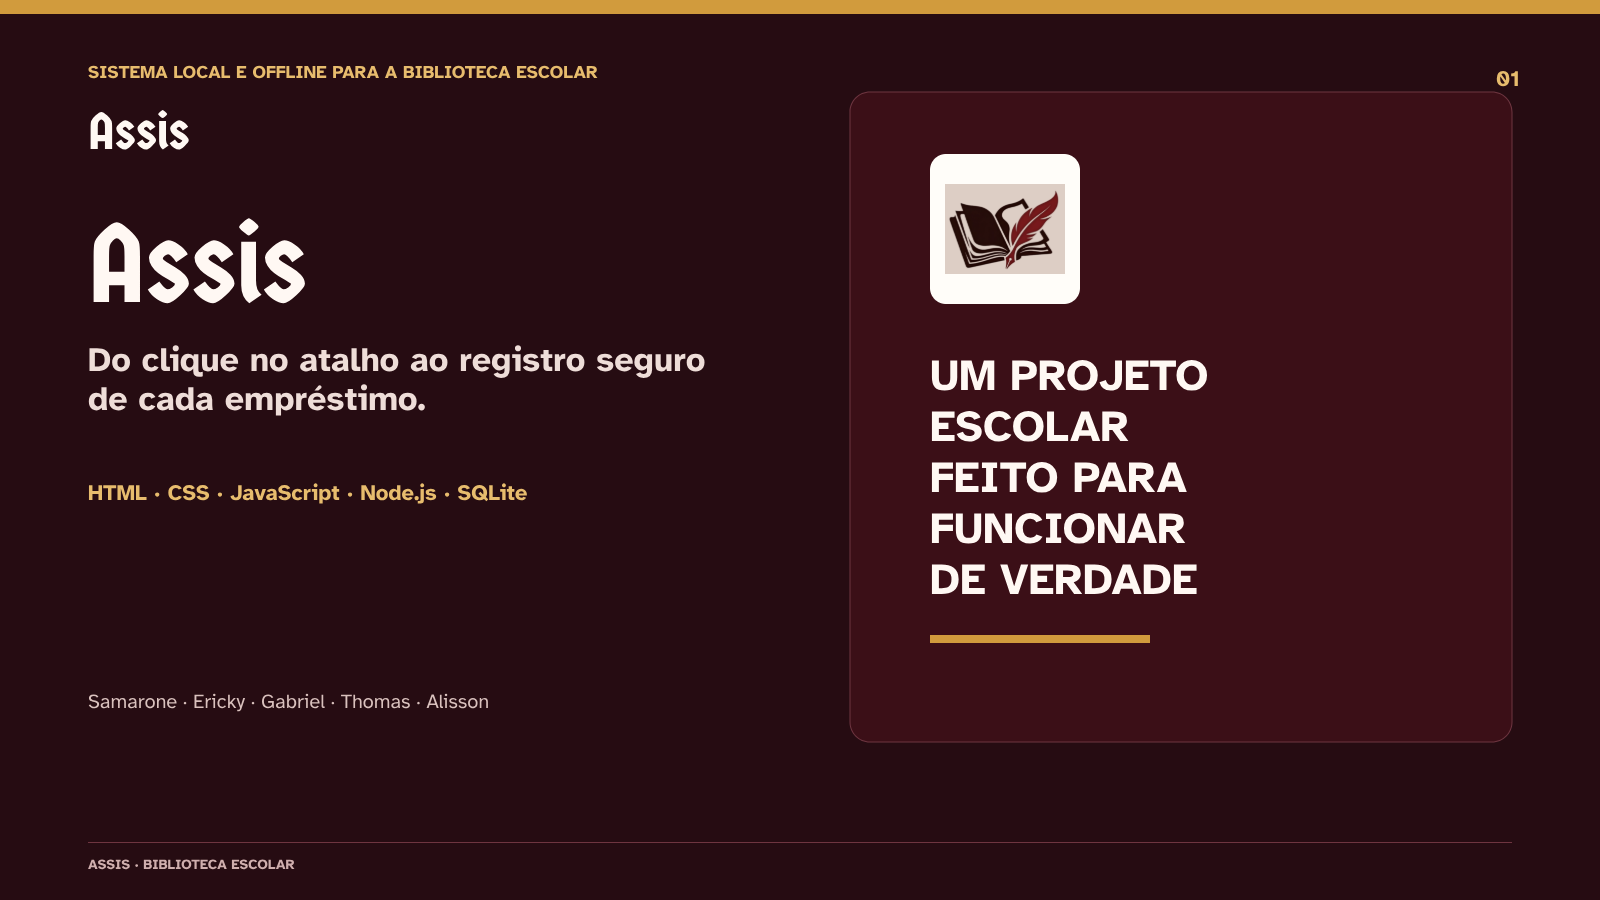 SISTEMA LOCAL E OFFLINE PARA A BIBLIOTECA ESCOLAR
01
Assis
Assis
Do clique no atalho ao registro seguro
de cada empréstimo.
HTML · CSS · JavaScript · Node.js · SQLite
Samarone · Ericky · Gabriel · Thomas · Alisson
UM PROJETO
ESCOLAR
FEITO PARA
FUNCIONAR
DE VERDADE
ASSIS · BIBLIOTECA ESCOLAR